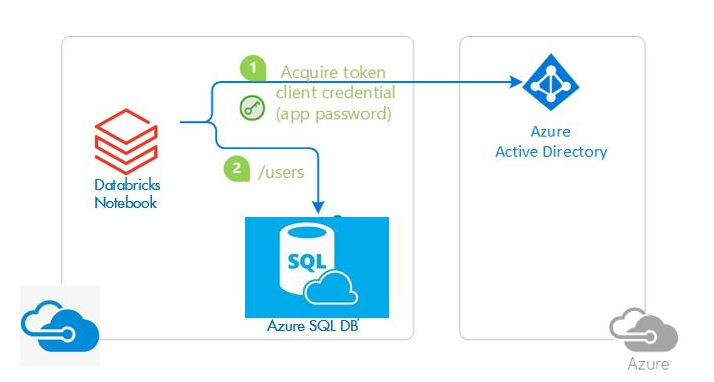 1
Acquire token
client credential
(app password)
Azure
Active Directory
Databricks
Notebook
2
/users
SQL
Azure SQL DB
Azure